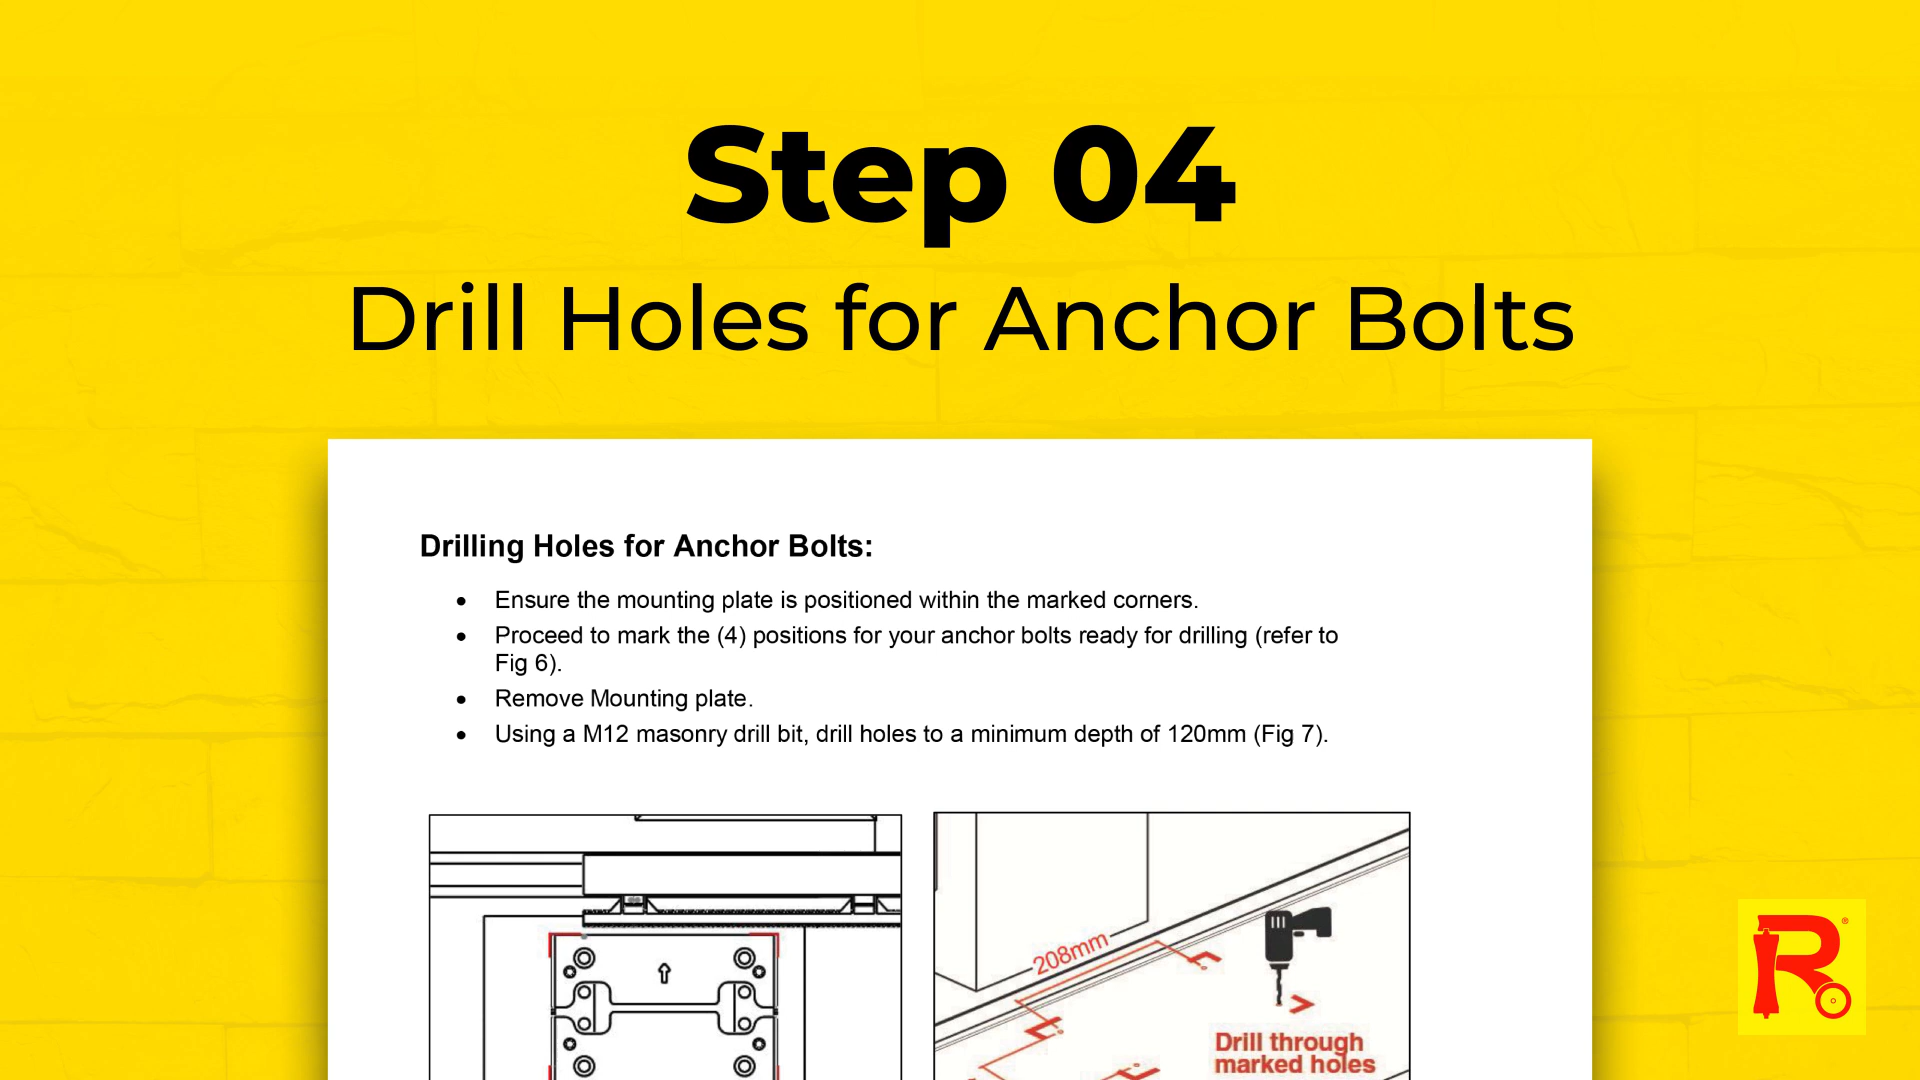 Step 04
Drill Holes for Anchor Bolts
Drilling Holes for Anchor Bolts:
• Ensure the mounting plate is positioned within the marked corners.
• Proceed to mark the (4) positions for your anchor bolts ready for drilling (refer to
Fig 6).
• Remove Mounting plate.
• Using a M12 masonry drill bit, drill holes to a minimum depth of 120mm (Fig 7).
208mm
Drill through
marked holes
R®